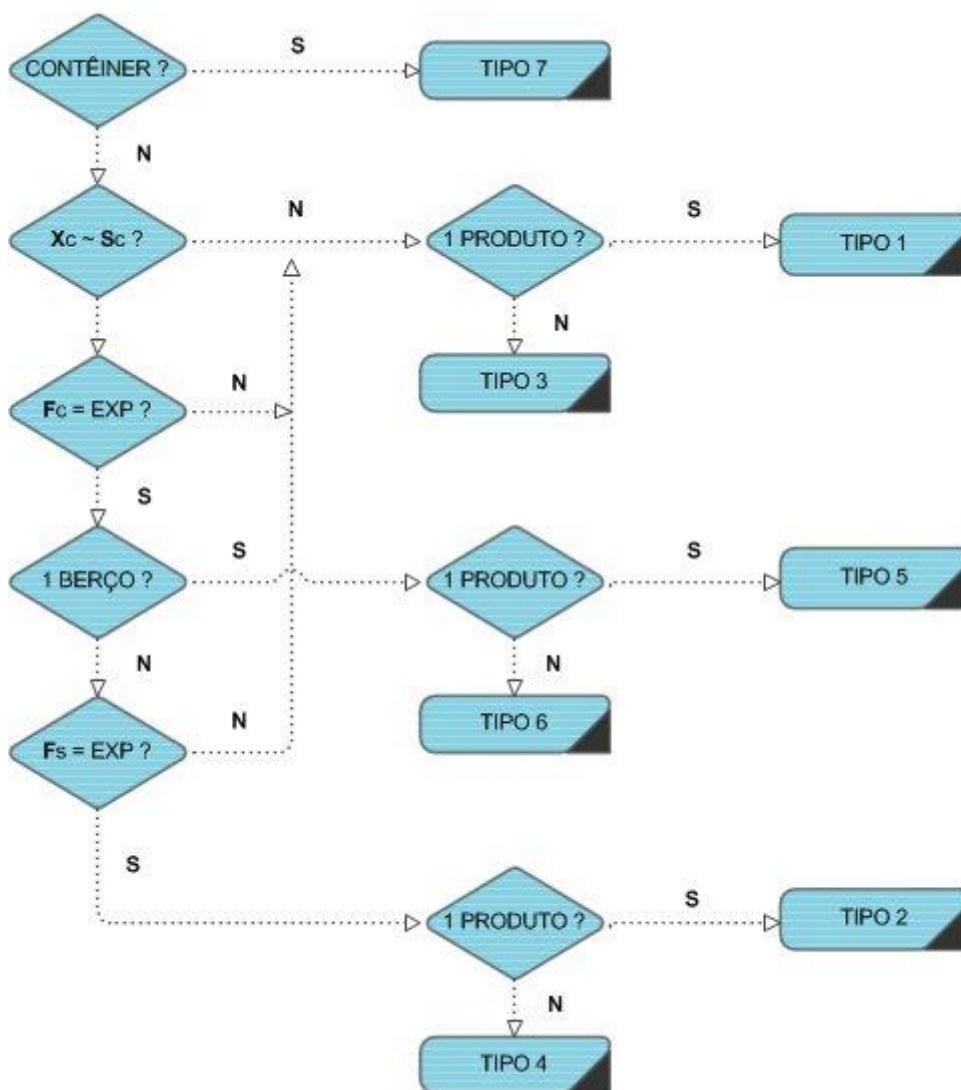 CONTÊINER ?
S
TIPO 7
N
Xc ~ Sc ?
N
1 PRODUTO ?
S
TIPO 1
N
TIPO 3
Fc = EXP ?
N
S
1 BERÇO ?
S
1 PRODUTO ?
S
TIPO 5
N
N
TIPO 6
Fs = EXP ?
N
S
1 PRODUTO ?
S
TIPO 2
N
TIPO 4